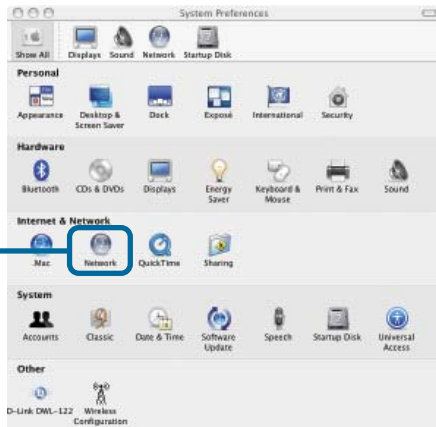 System Preferences
Show All Displays Sound Network Startup Disk
Personal
Appearance Desktop & Screen Saver Dock Exposé International Security
Hardware
Bluetooth CDs & DVDs Displays Energy Saver Keyboard & Mouse Print & Fax Sound
Internet & Network
.Mac Network QuickTime Sharing
System
Accounts Classic Date & Time Software Update Speech Startup Disk Universal Access
Other
D-Link DWL-122 Wireless Configuration